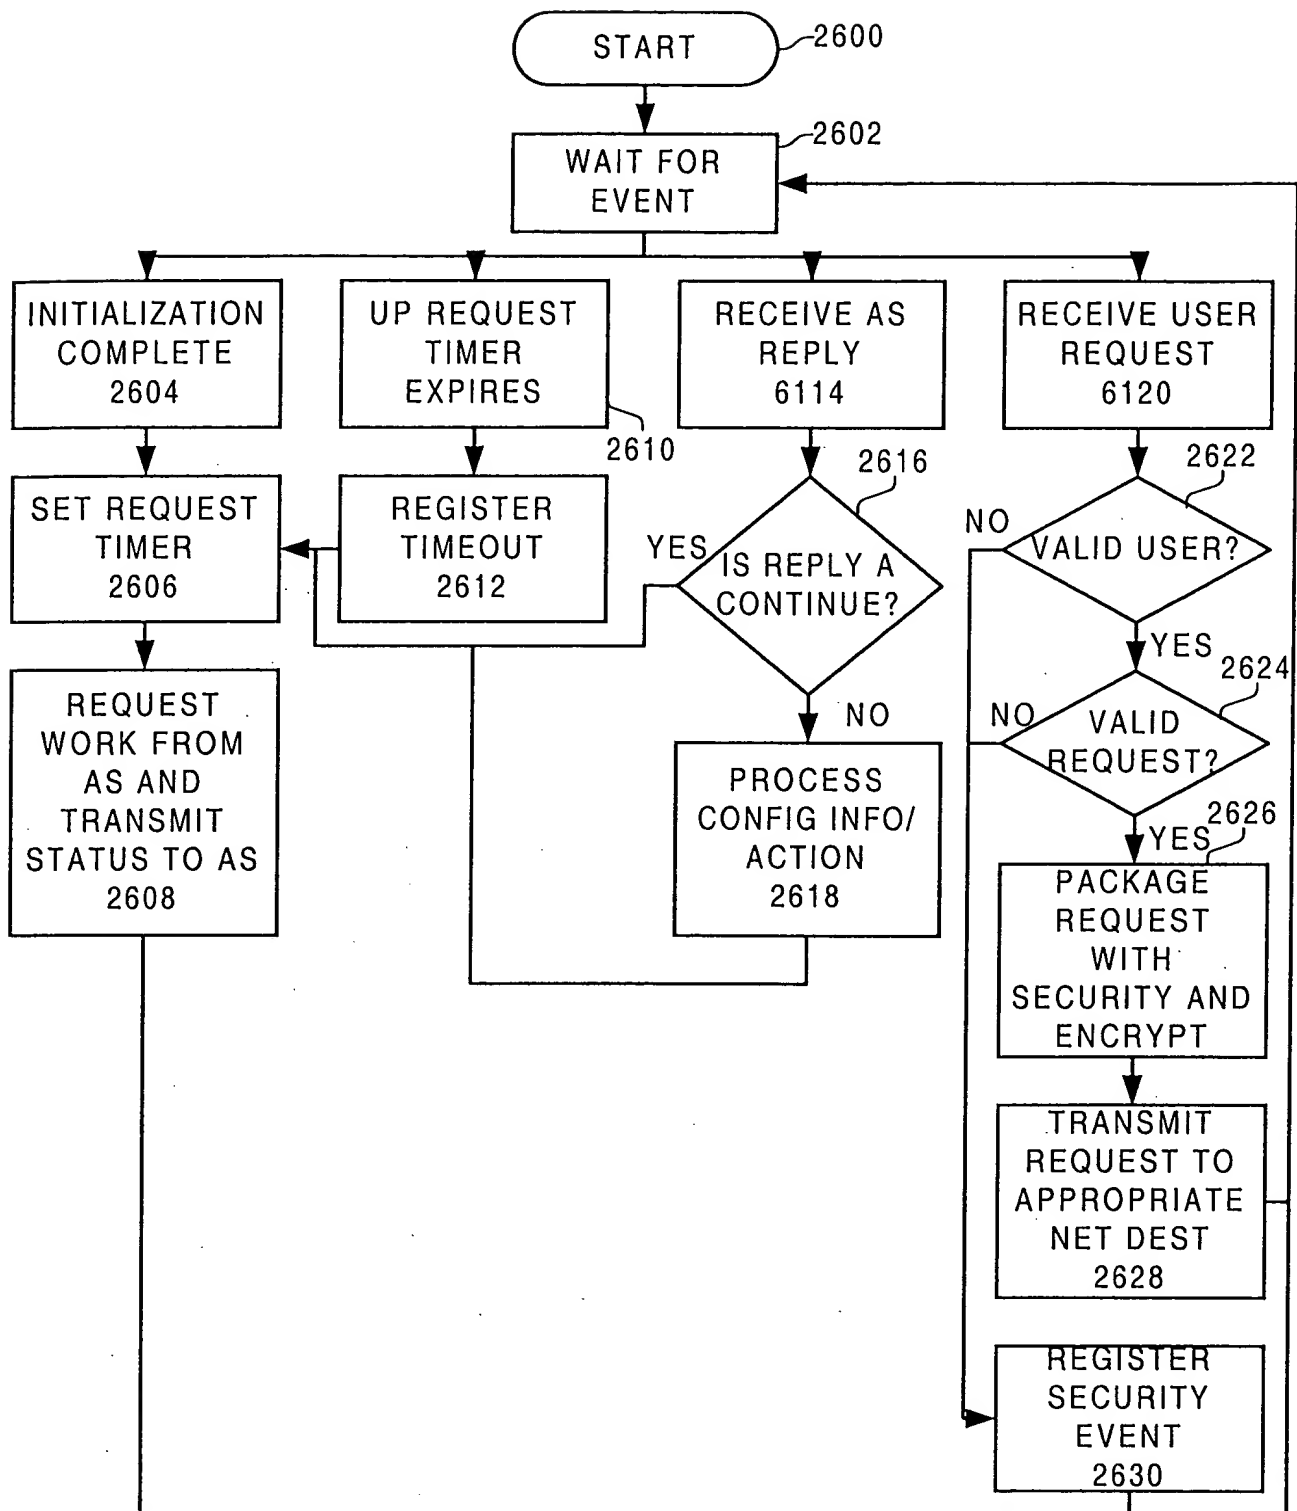 START
2600
WAIT FOR
EVENT
2602
INITIALIZATION
COMPLETE
2604
UP REQUEST
TIMER
EXPIRES
2610
RECEIVE AS
REPLY
6114
RECEIVE USER
REQUEST
6120
SET REQUEST
TIMER
2606
REGISTER
TIMEOUT
2612
2616
YES
IS REPLY A
CONTINUE?
NO
2622
NO
VALID USER?
YES
2624
NO
VALID
REQUEST?
YES
REQUEST
WORK FROM
AS AND
TRANSMIT
STATUS TO AS
2608
PROCESS
CONFIG INFO/
ACTION
2618
2626
PACKAGE
REQUEST
WITH
SECURITY AND
ENCRYPT
TRANSMIT
REQUEST TO
APPROPRIATE
NET DEST
2628
REGISTER
SECURITY
EVENT
2630